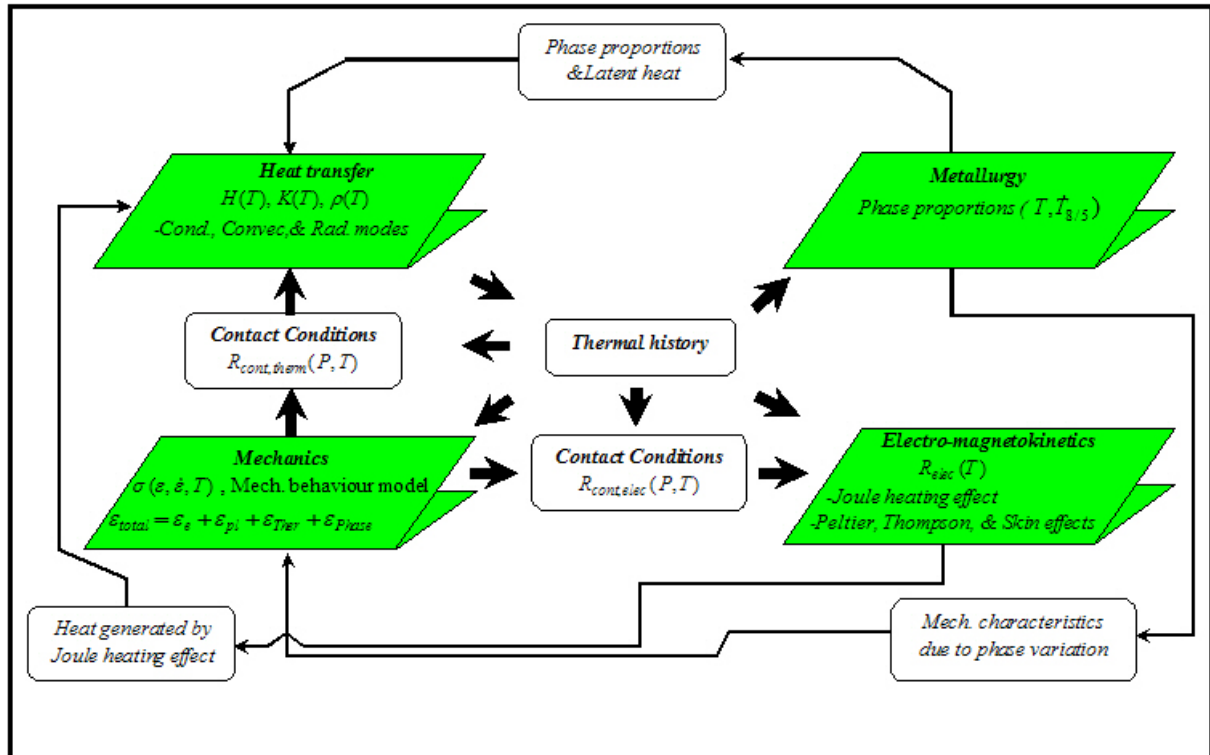 Phase proportions
&Latent heat
Heat transfer
H(T), K(T), ρ(T)
-Cond., Convec,& Rad. modes
Metallurgy
Phase proportions ( T,Ṫ8/5)
Contact Conditions
Rcont,therm(P,T)
Thermal history
Mechanics
σ (e, ė, T) , Mech. behaviour model
εtotal = εe + εpl + εTher + εPhase
Contact Conditions
Rcont,elec(P,T)
Electro-magnetokinetics
Relec(T)
-Joule heating effect
-Peltier, Thompson, & Skin effects
Heat generated by
Joule heating effect
Mech. characteristics
due to phase variation